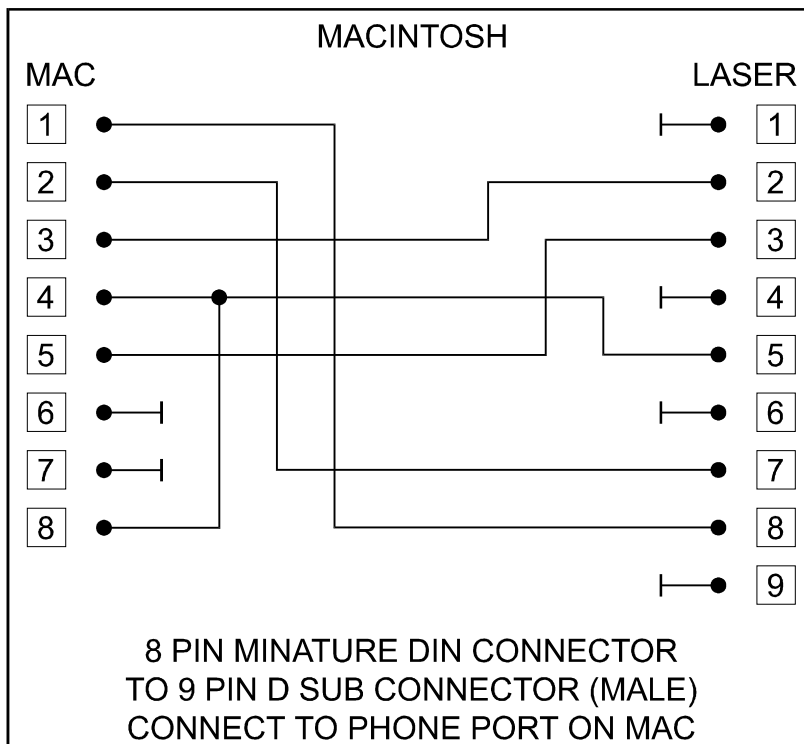 MACINTOSH
MAC LASER
1 1
2 2
3 3
4 4
5 5
6 6
7 7
8 8
9
8 PIN MINATURE DIN CONNECTOR
TO 9 PIN D SUB CONNECTOR (MALE)
CONNECT TO PHONE PORT ON MAC